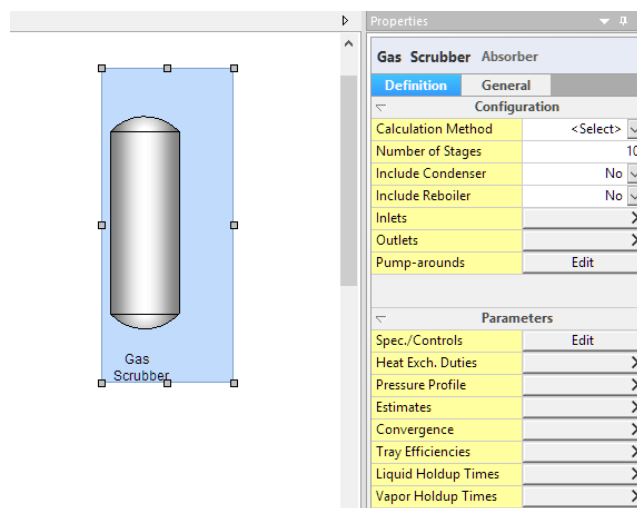 Properties
Gas Scrubber Absorber
Definition General
Configuration
Calculation Method <Select>
Number of Stages 10
Include Condenser No
Include Reboiler No
Inlets
Outlets
Pump-arounds Edit
Parameters
Spec./Controls Edit
Heat Exch. Duties
Pressure Profile
Estimates
Convergence
Tray Efficiencies
Liquid Holdup Times
Vapor Holdup Times
Gas
Scrubber